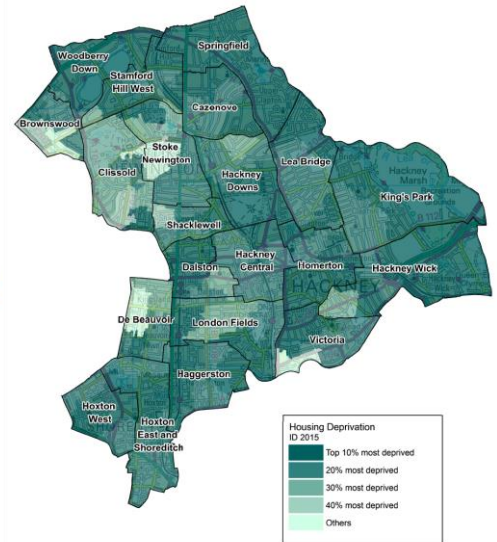 Springfield
Woodberry
Down
Stamford
Hill West
Cazenove
Brownswood
Stoke
Newington
Clissold
Lea Bridge
Hackney
Downs
Hackney
Marsh
King's Park
Shacklewell
Dalston
Hackney
Central
Homerton
Hackney Wick
HACKNEY
De Beauvoir
London Fields
Victoria
Haggerston
Hoxton
West
Hoxton
East and
Shoreditch
Housing Deprivation
ID 2015
Top 10% most deprived
20% most deprived
30% most deprived
40% most deprived
Others